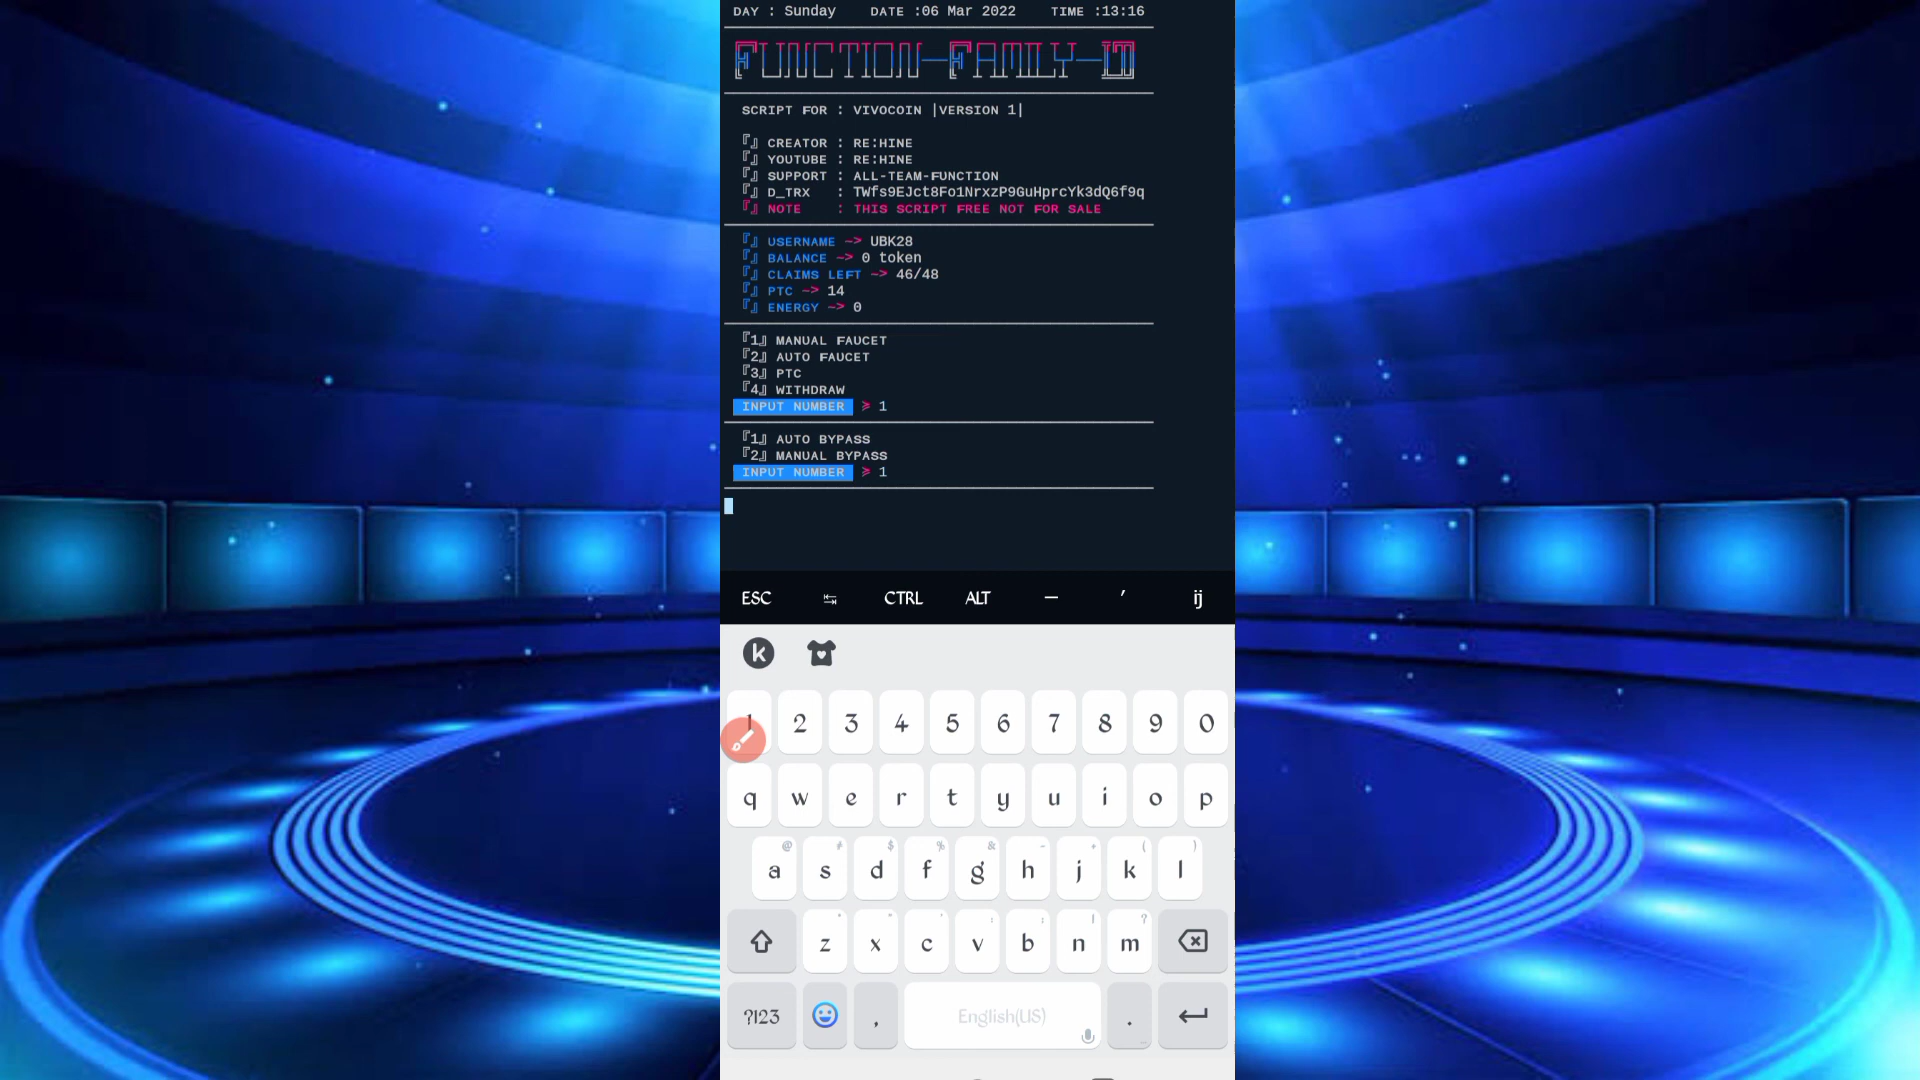 DAY : Sunday DATE :06 Mar 2022 TIME :13:16
FUNCTION-FAMILY-ID
SCRIPT FOR : VIVOCOIN |VERSION 1|
『』 CREATOR : RE:HINE
『』 YOUTUBE : RE:HINE
『』 SUPPORT : ALL-TEAM-FUNCTION
『』 D_TRX : TWfs9EJct8Fo1NrxzP9GuHprcYk3dQ6f9q
『』 NOTE : THIS SCRIPT FREE NOT FOR SALE
『』 USERNAME ~> UBK28
『』 BALANCE ~> 0 token
『』 CLAIMS LEFT ~> 46/48
『』 PTC ~> 14
『』 ENERGY ~> 0
『1』 MANUAL FAUCET
『2』 AUTO FAUCET
『3』 PTC
『4』 WITHDRAW
INPUT NUMBER > 1
『1』 AUTO BYPASS
『2』 MANUAL BYPASS
INPUT NUMBER > 1
ESC CTRL ALT — ′ ij
k
1 2 3 4 5 6 7 8 9 0
q w e r t y u i o p
a s d f g h j k l
z x c v b n m
?123 , English(US) .